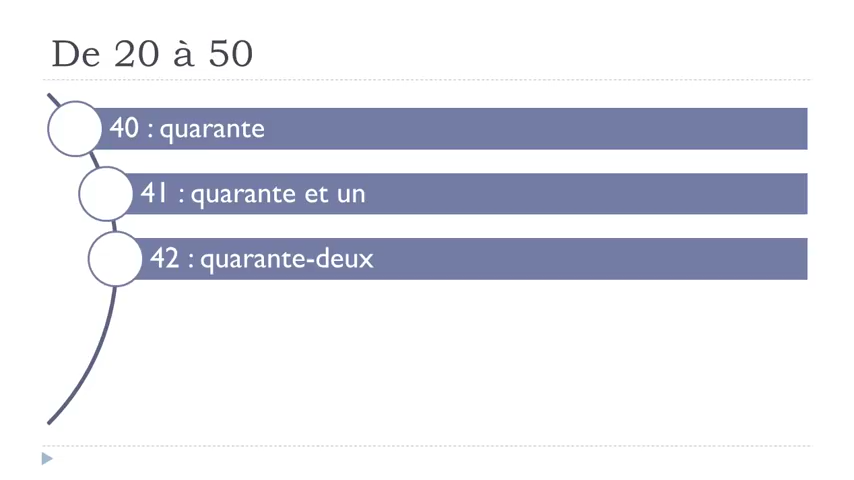 De 20 à 50
40 : quarante
41 : quarante et un
42 : quarante-deux